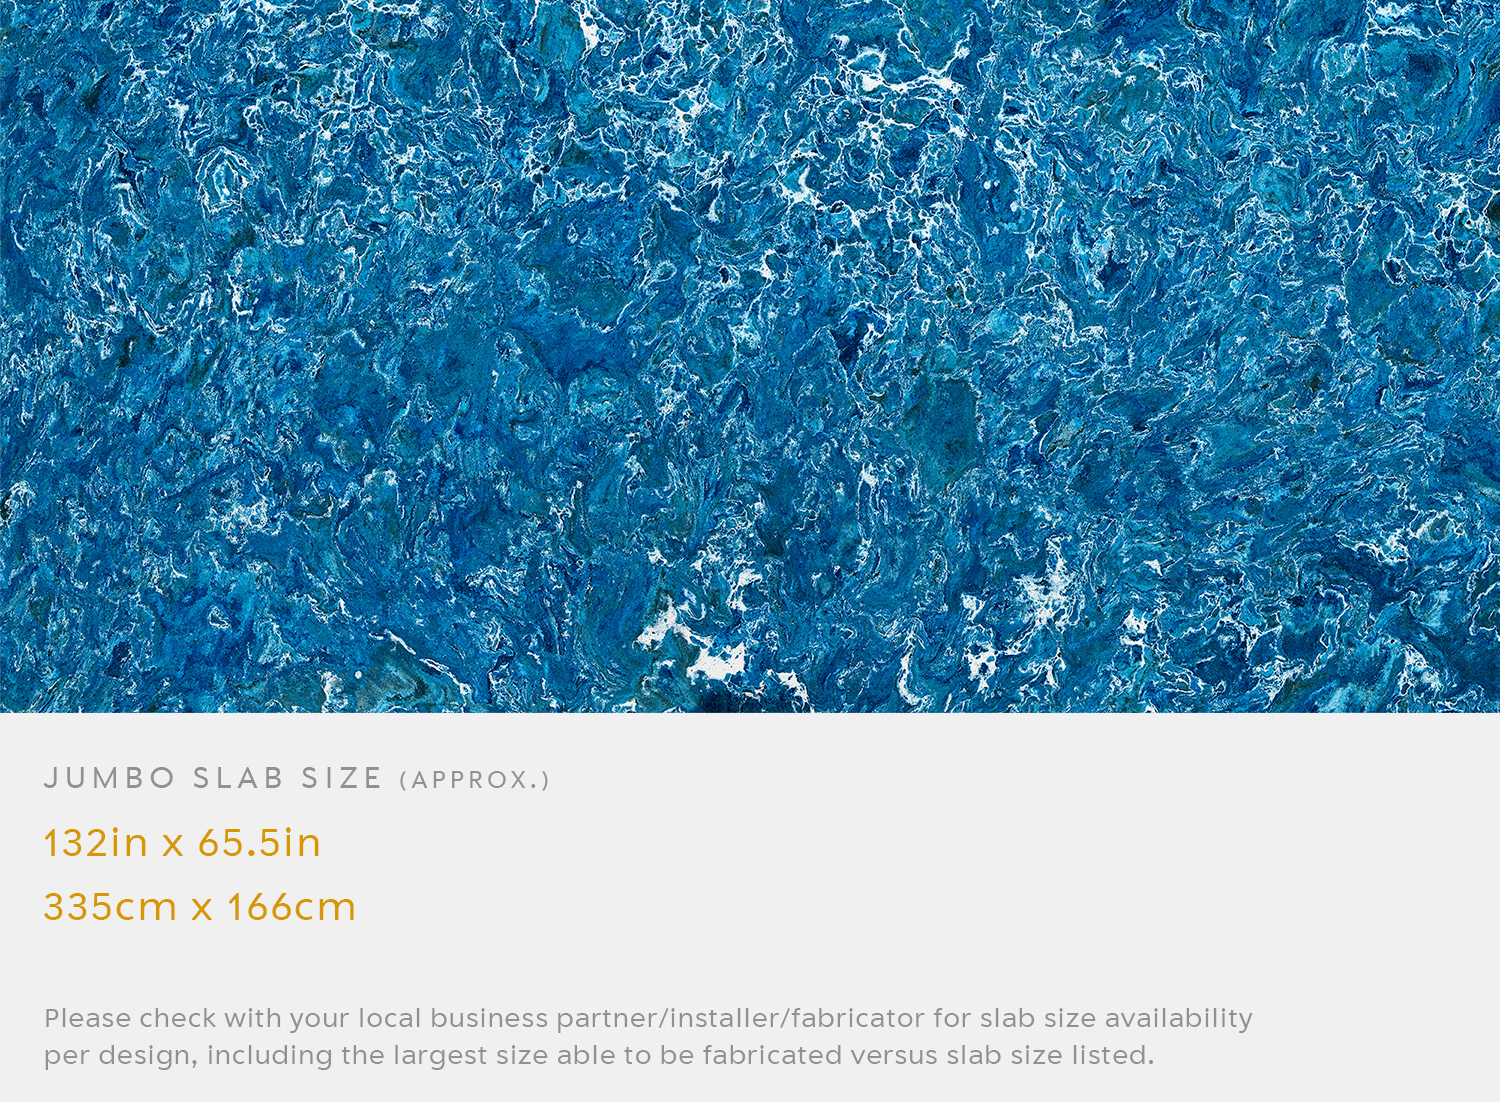 JUMBO SLAB SIZE (APPROX.)
132in x 65.5in
335cm x 166cm
Please check with your local business partner/installer/fabricator for slab size availability
per design, including the largest size able to be fabricated versus slab size listed.